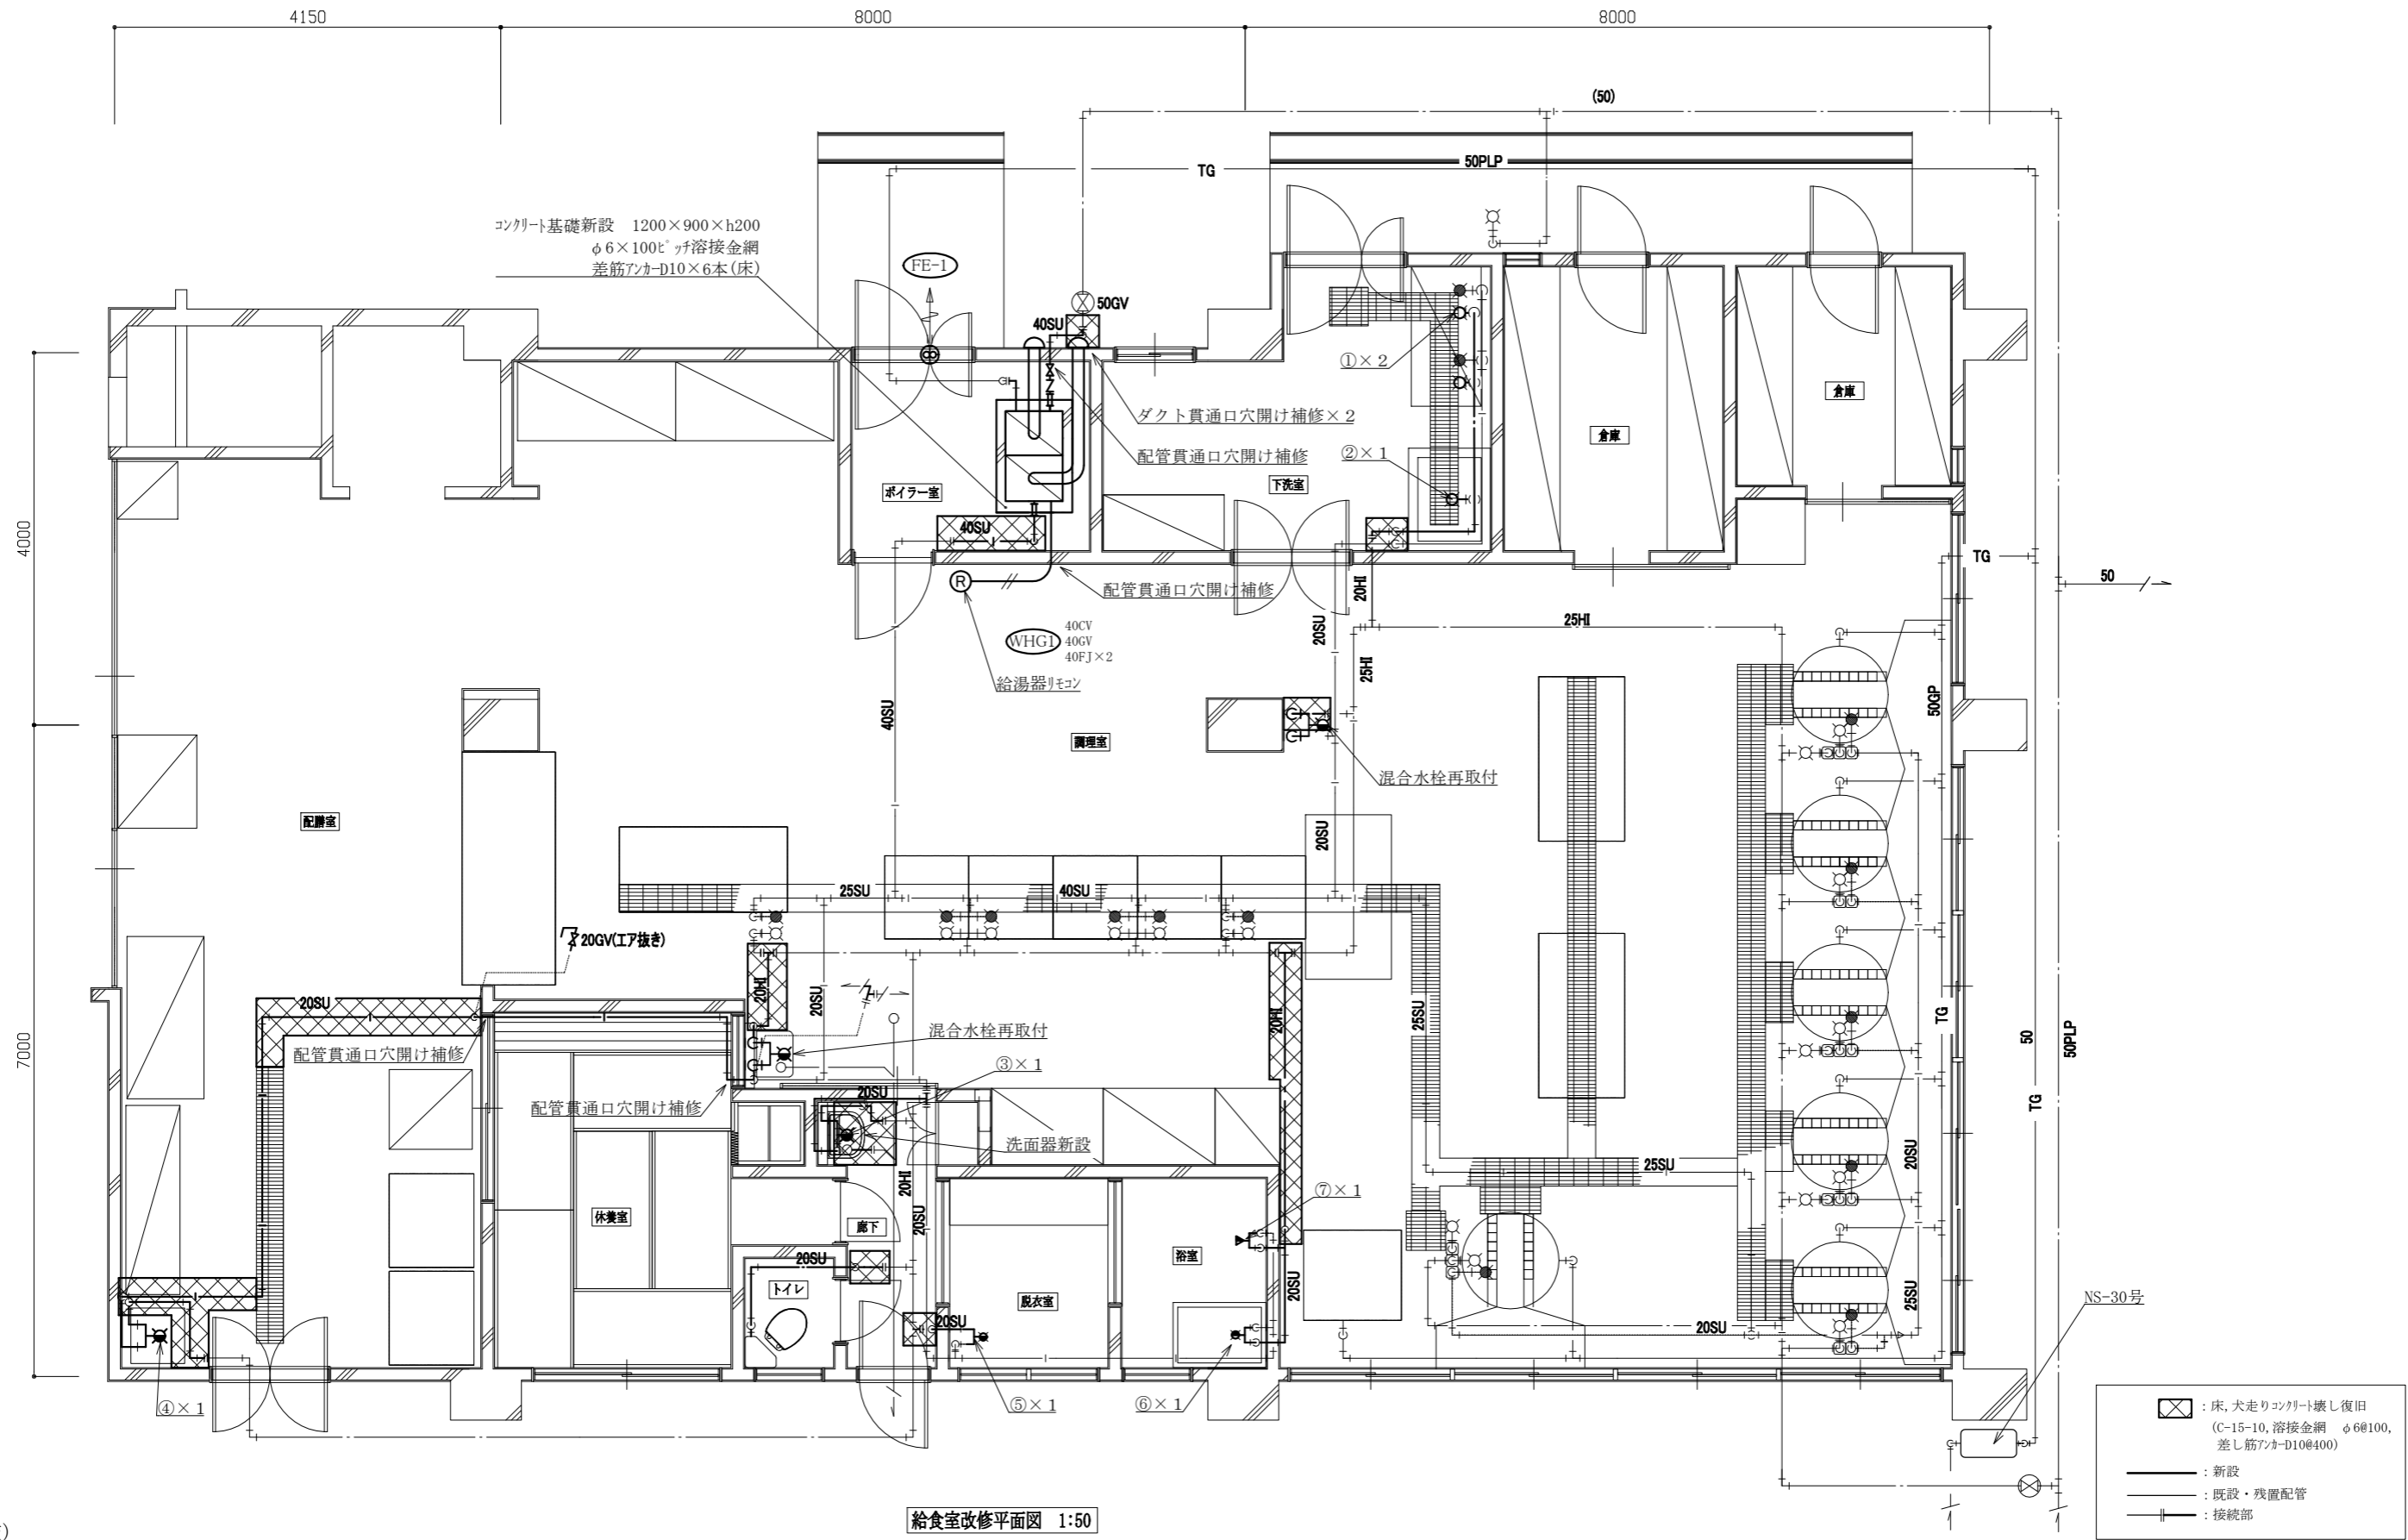 4150
8000
8000
(50)
50PLP
TG
コンクリート基礎新設 1200×900×h200
φ6×100ピッチ溶接金網
差筋アンカーD10×6本(床)
FE-1
50GV
40SU
①×2
ダクト貫通口穴開け補修×2
配管貫通口穴開け補修
②×1
倉庫
倉庫
ボイラー室
下洗室
4000
40SU
TG
R
配管貫通口穴開け補修
50
20HI
20SU
25HI
WHG1
40CV
40GV
40FJ×2
給湯器リモコン
25HI
40SU
50GP
調理室
混合水栓再取付
配膳室
20SU
25SU
40SU
20GV(エア抜き)
20SU
20HI
20SU
25SU
20HI
TG
50
50PLP
混合水栓再取付
配管貫通口穴開け補修
7000
③×1
TG
配管貫通口穴開け補修
20SU
洗面器新設
20SU
25SU
20HI
⑦×1
休養室
廊下
20SU
浴室
20SU
20SU
トイレ
脱衣室
25SU
NS-30号
20SU
20SU
④×1
⑤×1
⑥×1
:床,犬走りコンクリート壊し復旧
(C-15-10,溶接金網 φ6@100,
差し筋アンカーD10@400)
:新設
:既設・残置配管
:接続部
給食室改修平面図 1:50
)